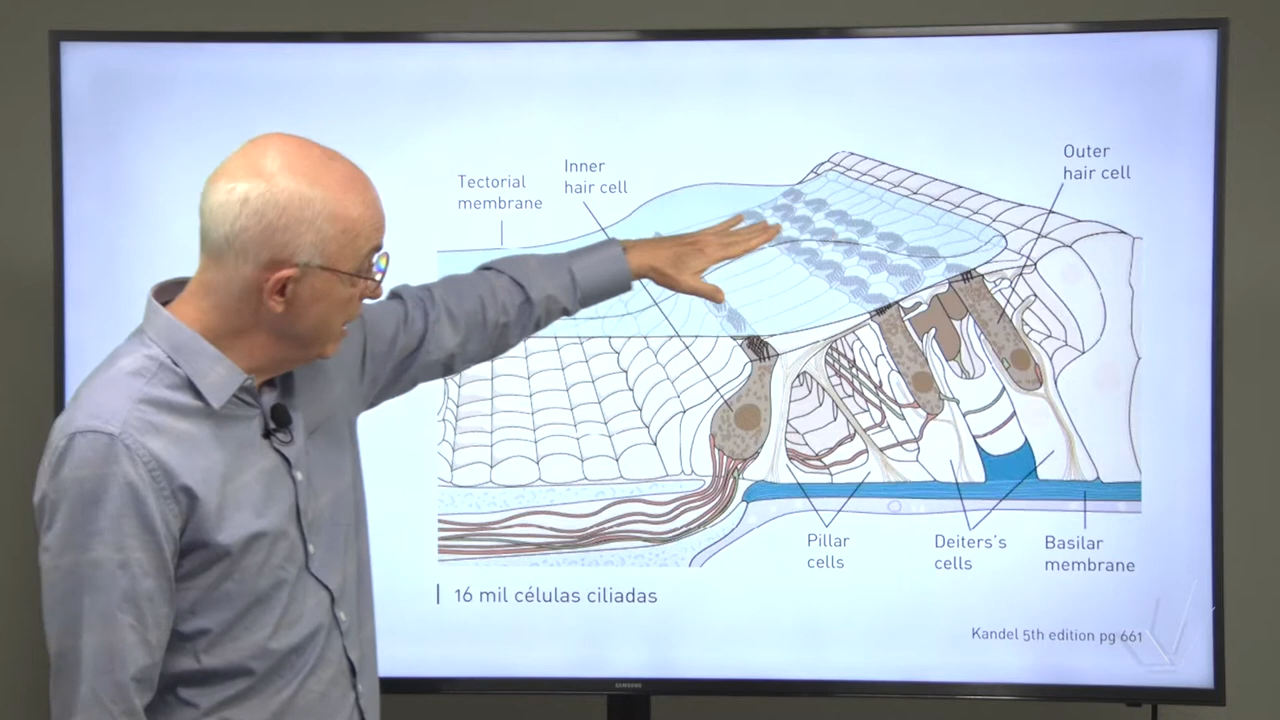 Tectorial
membrane
Inner
hair cell
Outer
hair cell
Pillar
cells
Deiters's
cells
Basilar
membrane
16 mil células ciliadas
Kandel 5th edition pg 661
SAMSUNG